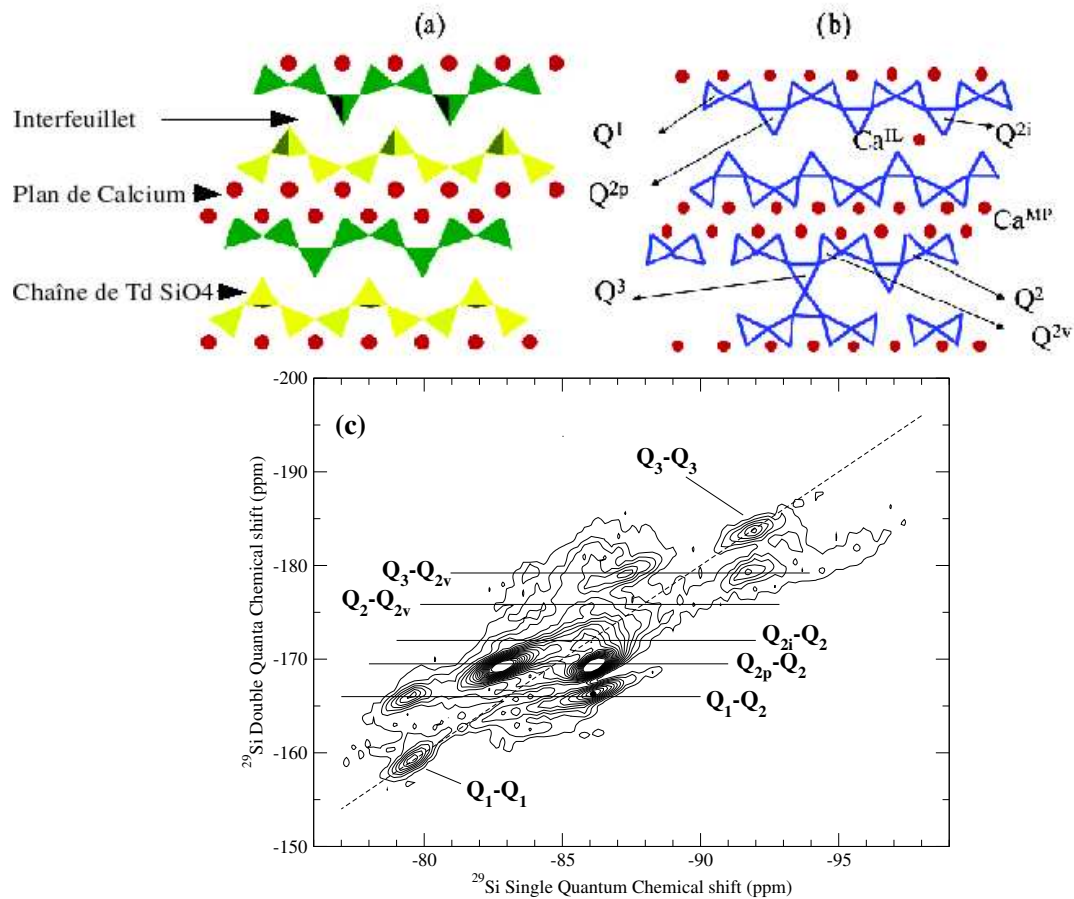 (a)
Interfeuillet
Plan de Calcium
Chaîne de Td SiO4
(b)
Q¹
Q²ᵖ
Caᴵᴸ
Q²ⁱ
Caᴹᴾ
Q³
Q²
Q²ᵛ
(c)
-200
-190
-180
-170
-160
-150
²⁹Si Double Quanta Chemical shift (ppm)
Q₃-Q₃
Q₃-Q₂ᵥ
Q₂-Q₂ᵥ
Q₂ᵢ-Q₂
Q₂ₚ-Q₂
Q₁-Q₂
Q₁-Q₁
-80
-85
-90
-95
²⁹Si Single Quantum Chemical shift (ppm)